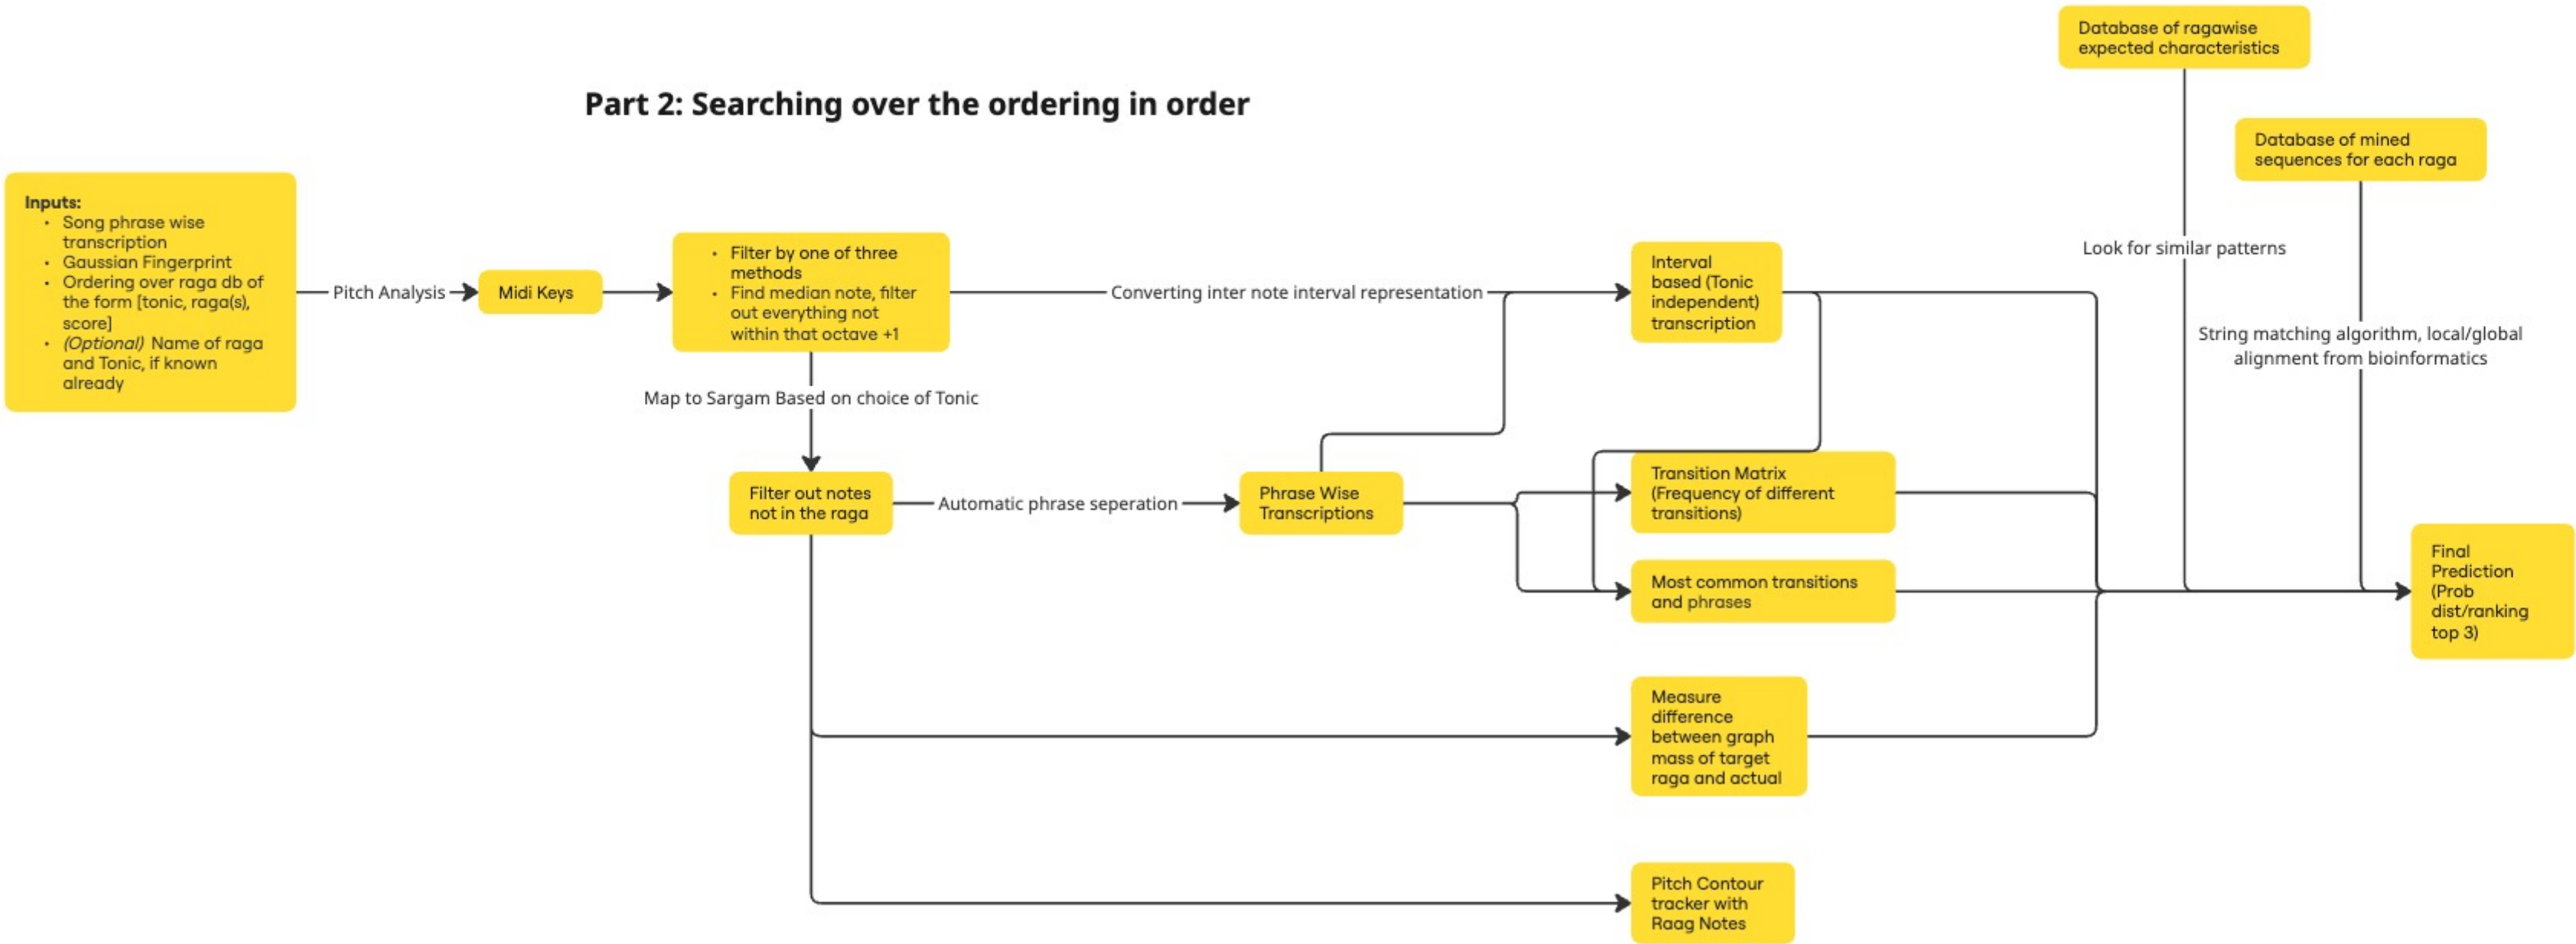 Database of ragawise
expected characteristics
Part 2: Searching over the ordering in order
Database of mined
sequences for each raga
Inputs:
• Song phrase wise
transcription
• Gaussian Fingerprint
• Ordering over raga db of
the form [tonic, raga(s),
score]
• (Optional) Name of raga
and Tonic, if known
already
Pitch Analysis
Midi Keys
• Filter by one of three
methods
• Find median note, filter
out everything not
within that octave +1
Converting inter note interval representation
Interval
based (Tonic
independent)
transcription
Look for similar patterns
String matching algorithm, local/global
alignment from bioinformatics
Map to Sargam Based on choice of Tonic
Filter out notes
not in the raga
Automatic phrase seperation
Phrase Wise
Transcriptions
Transition Matrix
(Frequency of different
transitions)
Most common transitions
and phrases
Final
Prediction
(Prob
dist/ranking
top 3)
Measure
difference
between graph
mass of target
raga and actual
Pitch Contour
tracker with
Raag Notes